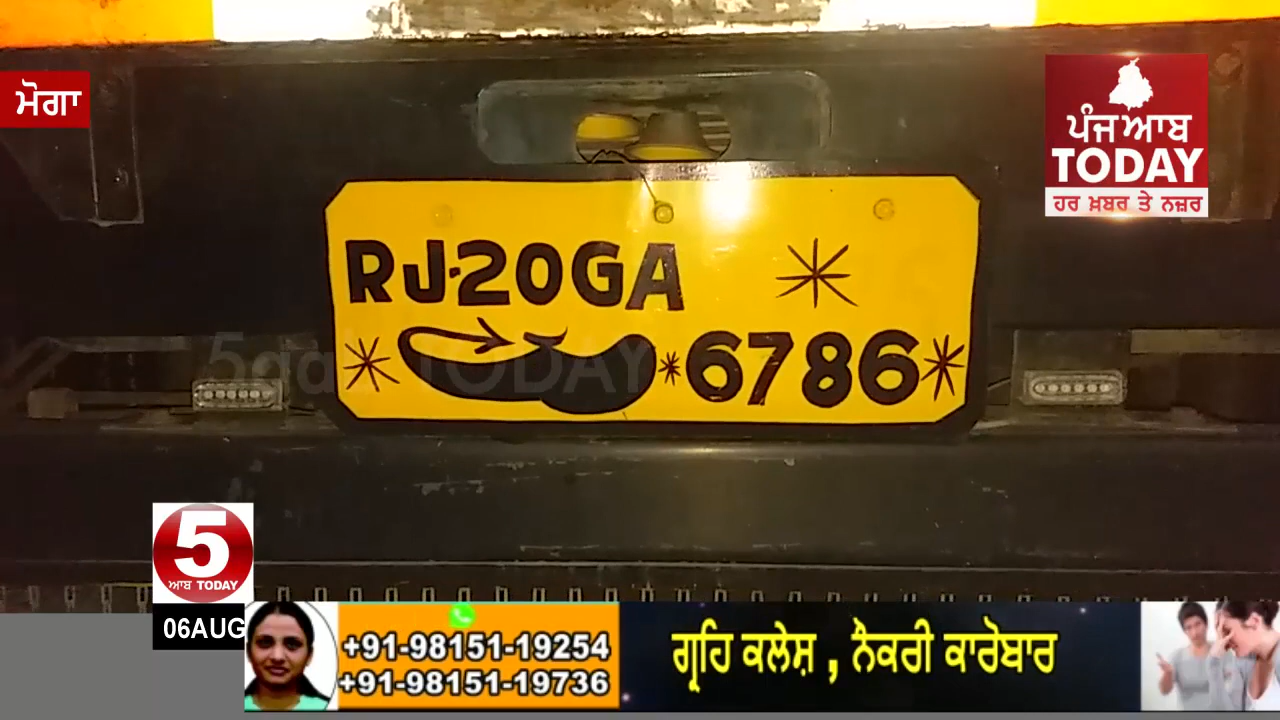 ਮੋਗਾ
ਪੰਜਆਬ
TODAY
ਹਰ ਖ਼ਬਰ ਤੇ ਨਜ਼ਰ
RJ-20GA
6786
5
ਆਬ TODAY
06AUG
+91-98151-19254
+91-98151-19736
ਗ੍ਰਹਿ ਕਲੇਸ਼ , ਨੌਕਰੀ ਕਾਰੋਬਾਰ